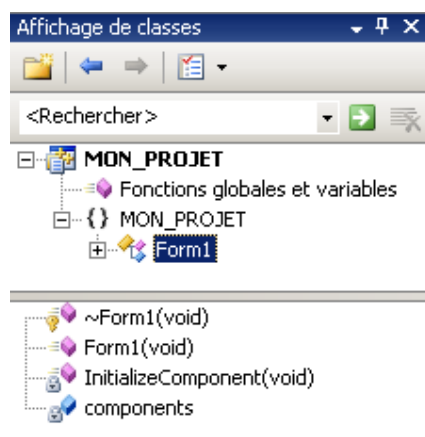 Affichage de classes
<Rechercher>
MON_PROJET
Fonctions globales et variables
{} MON_PROJET
Form1
~Form1(void)
Form1(void)
InitializeComponent(void)
components